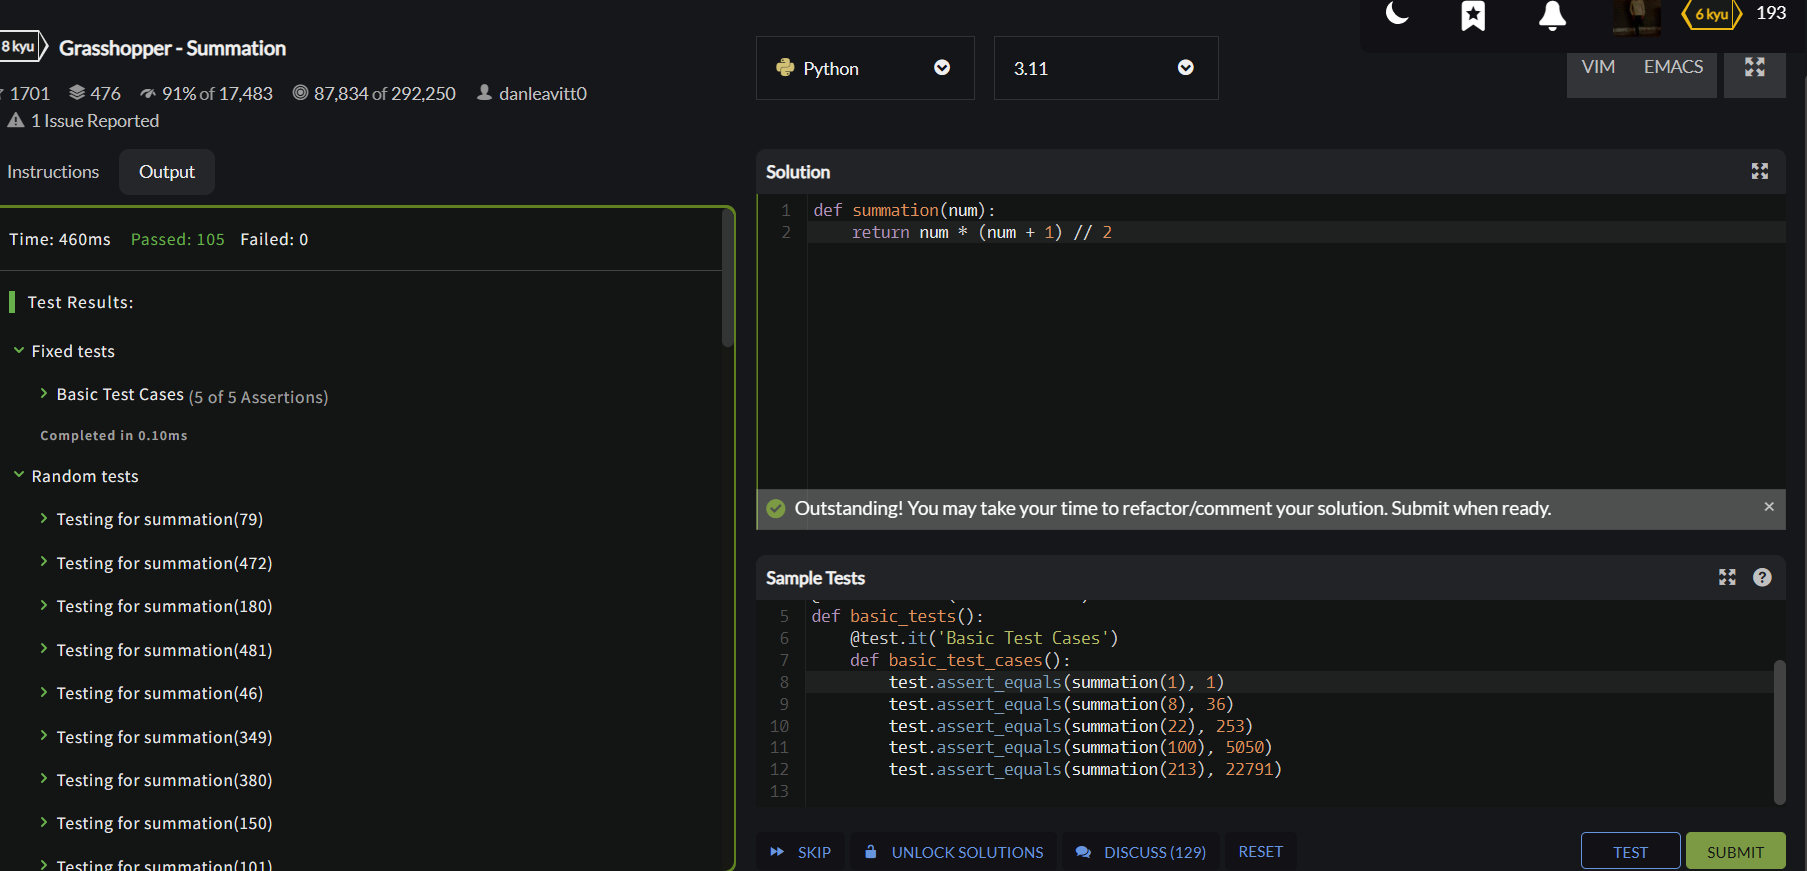 6 kyu 193
8 kyu Grasshopper - Summation
Python 3.11 VIM EMACS
1701 476 91% of 17,483 87,834 of 292,250 danleavitt0
1 Issue Reported
Instructions Output
Time: 460ms Passed: 105 Failed: 0
Test Results:
Fixed tests
Basic Test Cases (5 of 5 Assertions)
Completed in 0.10ms
Random tests
Testing for summation(79)
Testing for summation(472)
Testing for summation(180)
Testing for summation(481)
Testing for summation(46)
Testing for summation(349)
Testing for summation(380)
Testing for summation(150)
Testing for summation(101)
Solution
1 def summation(num):
2 return num * (num + 1) // 2
Outstanding! You may take your time to refactor/comment your solution. Submit when ready.
Sample Tests
5 def basic_tests():
6 @test.it('Basic Test Cases')
7 def basic_test_cases():
8 test.assert_equals(summation(1), 1)
9 test.assert_equals(summation(8), 36)
10 test.assert_equals(summation(22), 253)
11 test.assert_equals(summation(100), 5050)
12 test.assert_equals(summation(213), 22791)
13
SKIP UNLOCK SOLUTIONS DISCUSS (129) RESET TEST SUBMIT